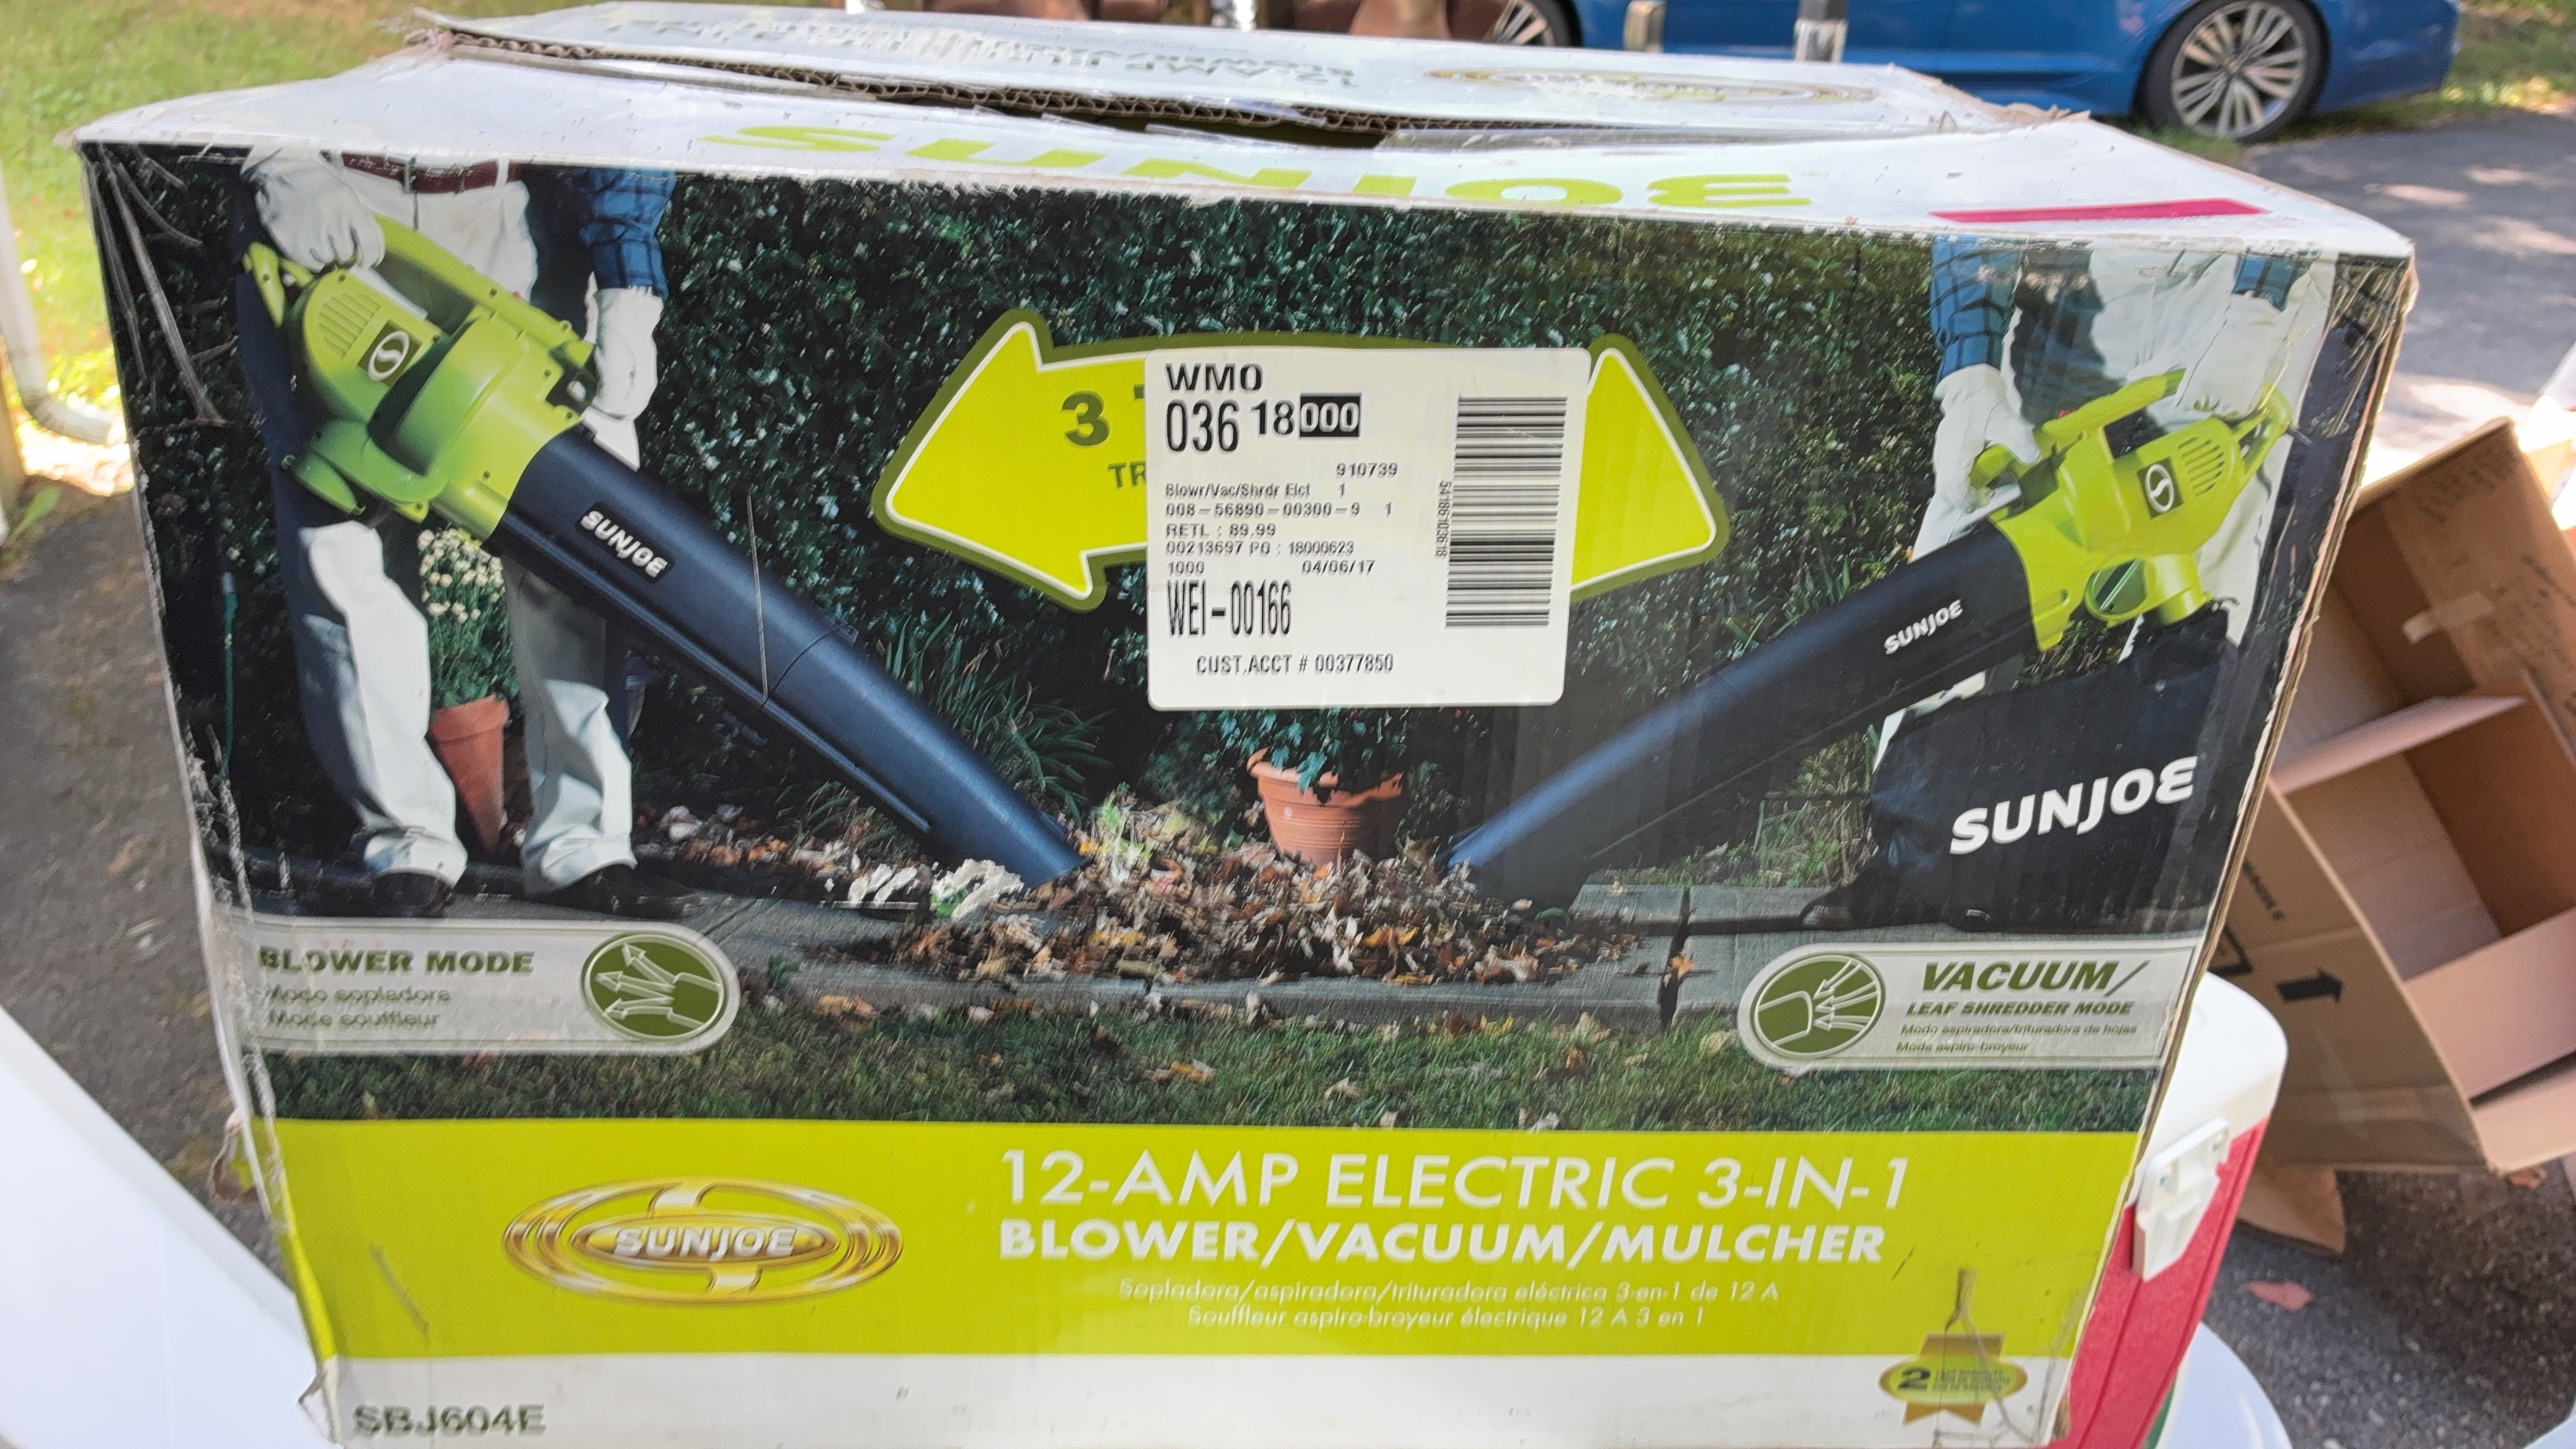 SUNJOE
3
TR
WMO
036 18 000
910739
Blowr/Vac/Shrdr Elct 1
008-56890-00300-9 1
RETL : 89.99
00213697 PO : 18000623
1000 04/06/17
WEI-00166
CUST.ACCT # 00377850
SUNJOE
SUNJOE
SUNJOE
BLOWER MODE
Modo sopladora
Mode souffleur
VACUUM/
LEAF SHREDDER MODE
Modo aspiradora/trituradora de hojas
Mode aspiro-broyeur
12-AMP ELECTRIC 3-IN-1
BLOWER/VACUUM/MULCHER
SUNJOE
Sopladora/aspiradora/trituradora eléctrica 3-en-1 de 12 A
Souffleur aspiro-broyeur électrique 12 A 3 en 1
2
SBJ604E